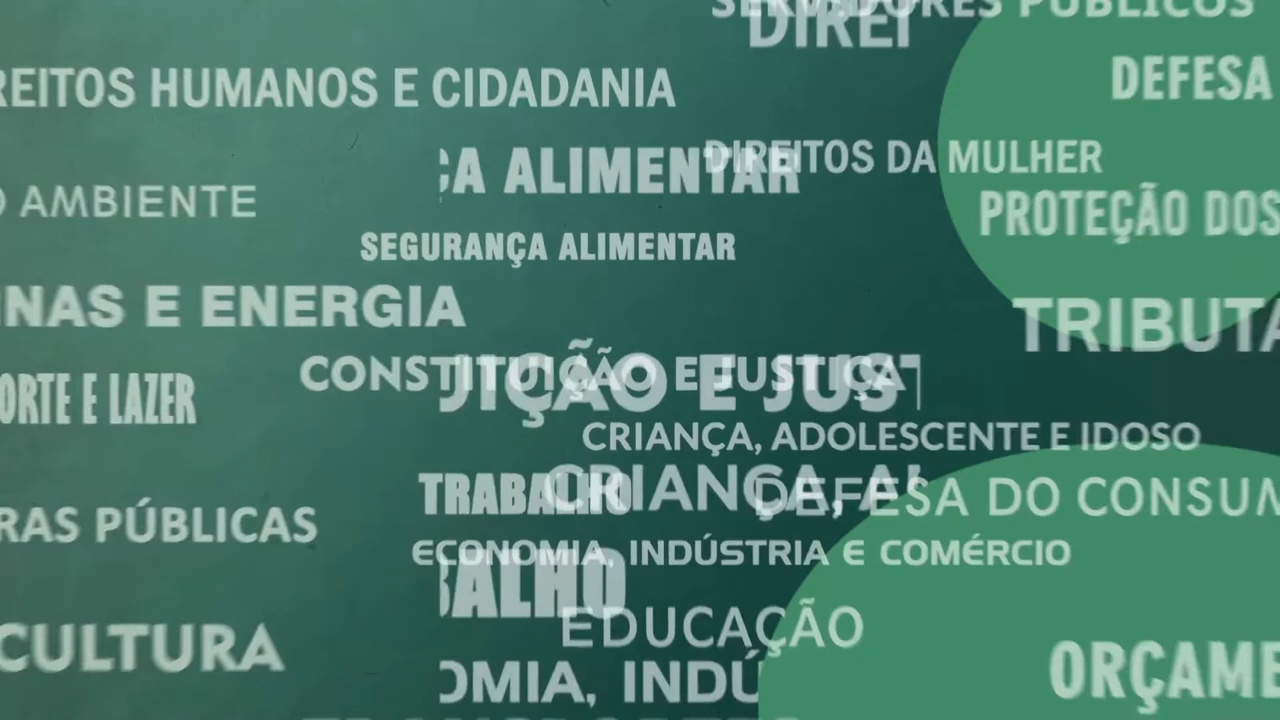 SERVIDORES PÚBLICOS
DIREI
DEFESA
REITOS HUMANOS E CIDADANIA
DIREITOS DA MULHER
ÇA ALIMENTAR
O AMBIENTE
PROTEÇÃO DOS
SEGURANÇA ALIMENTAR
NAS E ENERGIA
TRIBUTA
CONSTITUIÇÃO E JUSTIÇA
UIÇÃO E JUST
ORTE E LAZER
CRIANÇA, ADOLESCENTE E IDOSO
TRABALHO
CRIANÇA, A
DEFESA DO CONSUM
RAS PÚBLICAS
ECONOMIA, INDÚSTRIA E COMÉRCIO
BALHO
EDUCAÇÃO
CULTURA
OMIA, INDÚ
ORÇAME